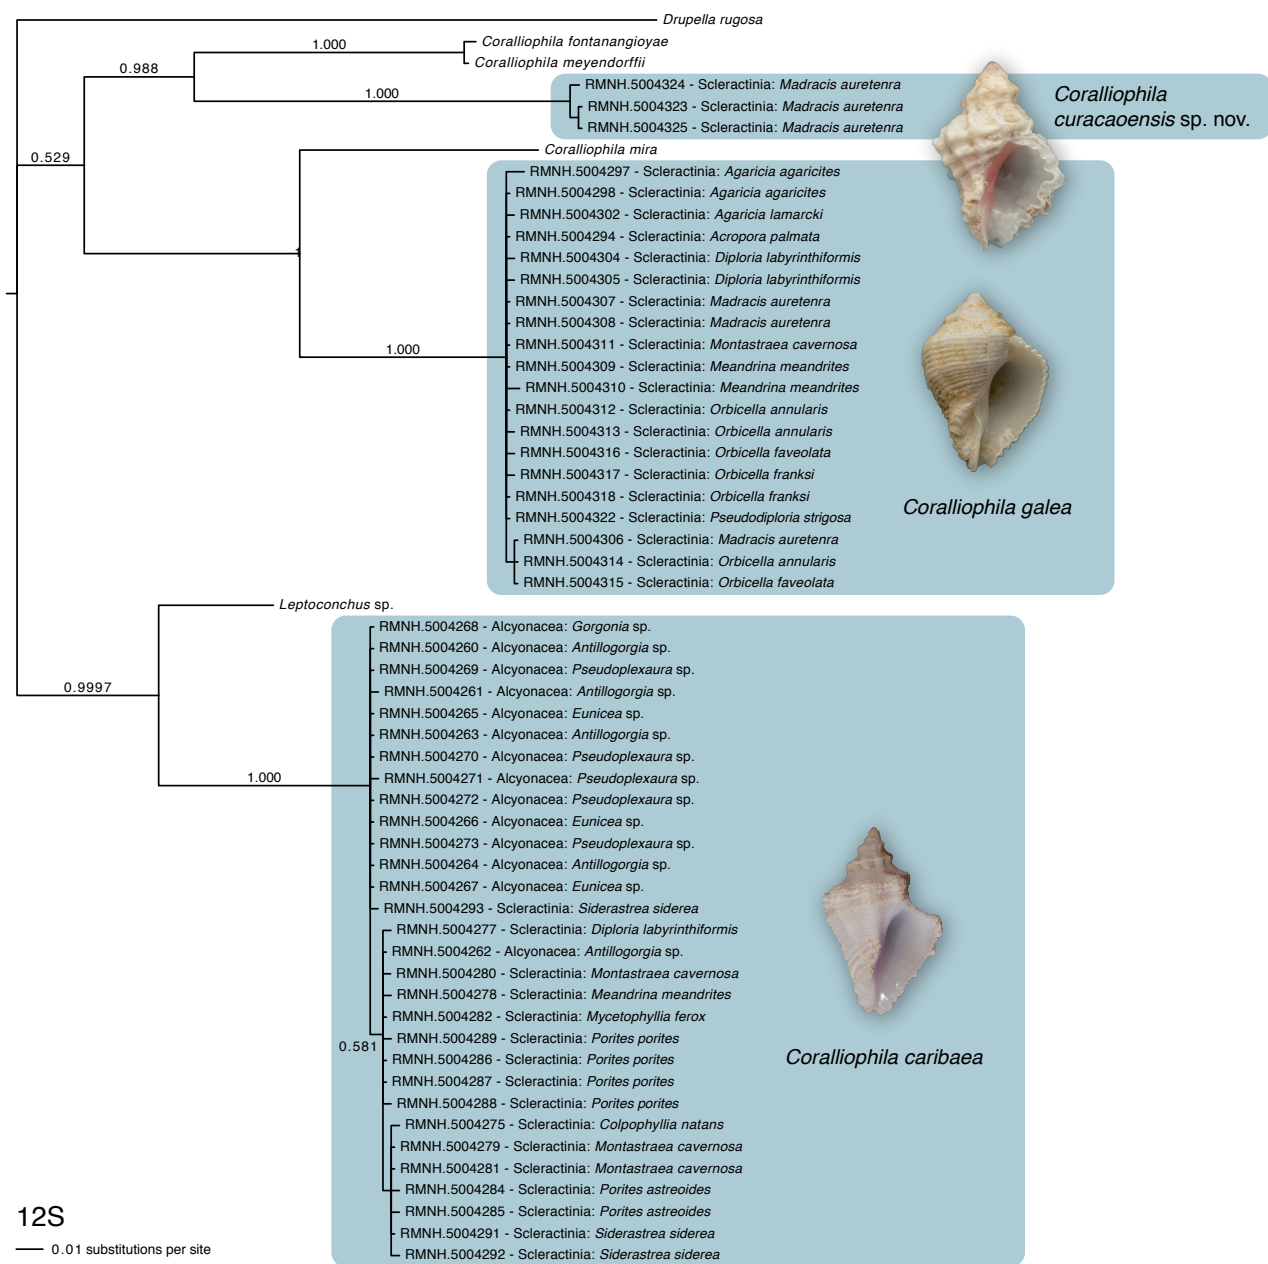 Drupella rugosa
1.000
Coralliophila fontanangioyae
0.988
Coralliophila meyendorffii
1.000
RMNH.5004324 - Scleractinia: Madracis auretenra
RMNH.5004323 - Scleractinia: Madracis auretenra
RMNH.5004325 - Scleractinia: Madracis auretenra
Coralliophila
curacaoensis sp. nov.
0.529
Coralliophila mira
RMNH.5004297 - Scleractinia: Agaricia agaricites
RMNH.5004298 - Scleractinia: Agaricia agaricites
RMNH.5004302 - Scleractinia: Agaricia lamarcki
RMNH.5004294 - Scleractinia: Acropora palmata
RMNH.5004304 - Scleractinia: Diploria labyrinthiformis
RMNH.5004305 - Scleractinia: Diploria labyrinthiformis
RMNH.5004307 - Scleractinia: Madracis auretenra
RMNH.5004308 - Scleractinia: Madracis auretenra
RMNH.5004311 - Scleractinia: Montastraea cavernosa
1.000
RMNH.5004309 - Scleractinia: Meandrina meandrites
RMNH.5004310 - Scleractinia: Meandrina meandrites
RMNH.5004312 - Scleractinia: Orbicella annularis
RMNH.5004313 - Scleractinia: Orbicella annularis
RMNH.5004316 - Scleractinia: Orbicella faveolata
RMNH.5004317 - Scleractinia: Orbicella franksi
RMNH.5004318 - Scleractinia: Orbicella franksi
RMNH.5004322 - Scleractinia: Pseudodiploria strigosa
RMNH.5004306 - Scleractinia: Madracis auretenra
RMNH.5004314 - Scleractinia: Orbicella annularis
RMNH.5004315 - Scleractinia: Orbicella faveolata
Coralliophila galea
Leptoconchus sp.
0.9997
1.000
RMNH.5004268 - Alcyonacea: Gorgonia sp.
RMNH.5004260 - Alcyonacea: Antillogorgia sp.
RMNH.5004269 - Alcyonacea: Pseudoplexaura sp.
RMNH.5004261 - Alcyonacea: Antillogorgia sp.
RMNH.5004265 - Alcyonacea: Eunicea sp.
RMNH.5004263 - Alcyonacea: Antillogorgia sp.
RMNH.5004270 - Alcyonacea: Pseudoplexaura sp.
RMNH.5004271 - Alcyonacea: Pseudoplexaura sp.
RMNH.5004272 - Alcyonacea: Pseudoplexaura sp.
RMNH.5004266 - Alcyonacea: Eunicea sp.
RMNH.5004273 - Alcyonacea: Pseudoplexaura sp.
RMNH.5004264 - Alcyonacea: Antillogorgia sp.
RMNH.5004267 - Alcyonacea: Eunicea sp.
RMNH.5004293 - Scleractinia: Siderastrea siderea
RMNH.5004277 - Scleractinia: Diploria labyrinthiformis
RMNH.5004262 - Alcyonacea: Antillogorgia sp.
RMNH.5004280 - Scleractinia: Montastraea cavernosa
RMNH.5004278 - Scleractinia: Meandrina meandrites
RMNH.5004282 - Scleractinia: Mycetophyllia ferox
RMNH.5004289 - Scleractinia: Porites porites
0.581
RMNH.5004286 - Scleractinia: Porites porites
RMNH.5004287 - Scleractinia: Porites porites
RMNH.5004288 - Scleractinia: Porites porites
RMNH.5004275 - Scleractinia: Colpophyllia natans
RMNH.5004279 - Scleractinia: Montastraea cavernosa
RMNH.5004281 - Scleractinia: Montastraea cavernosa
RMNH.5004284 - Scleractinia: Porites astreoides
RMNH.5004285 - Scleractinia: Porites astreoides
RMNH.5004291 - Scleractinia: Siderastrea siderea
RMNH.5004292 - Scleractinia: Siderastrea siderea
Coralliophila caribaea
12S
0.01 substitutions per site